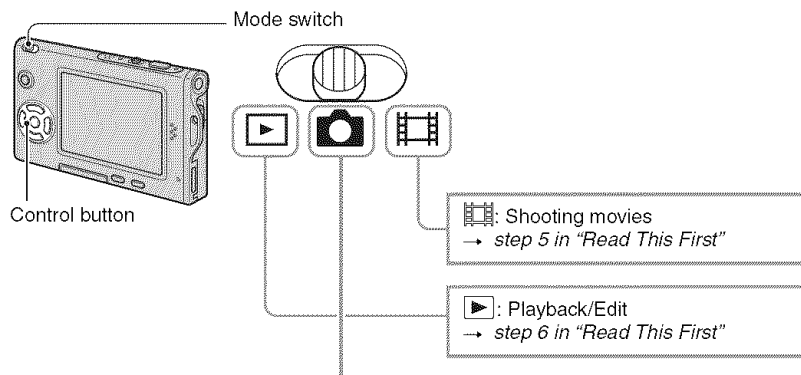 Mode switch
Control button
: Shooting movies
→ step 5 in “Read This First”
: Playback/Edit
→ step 6 in “Read This First”